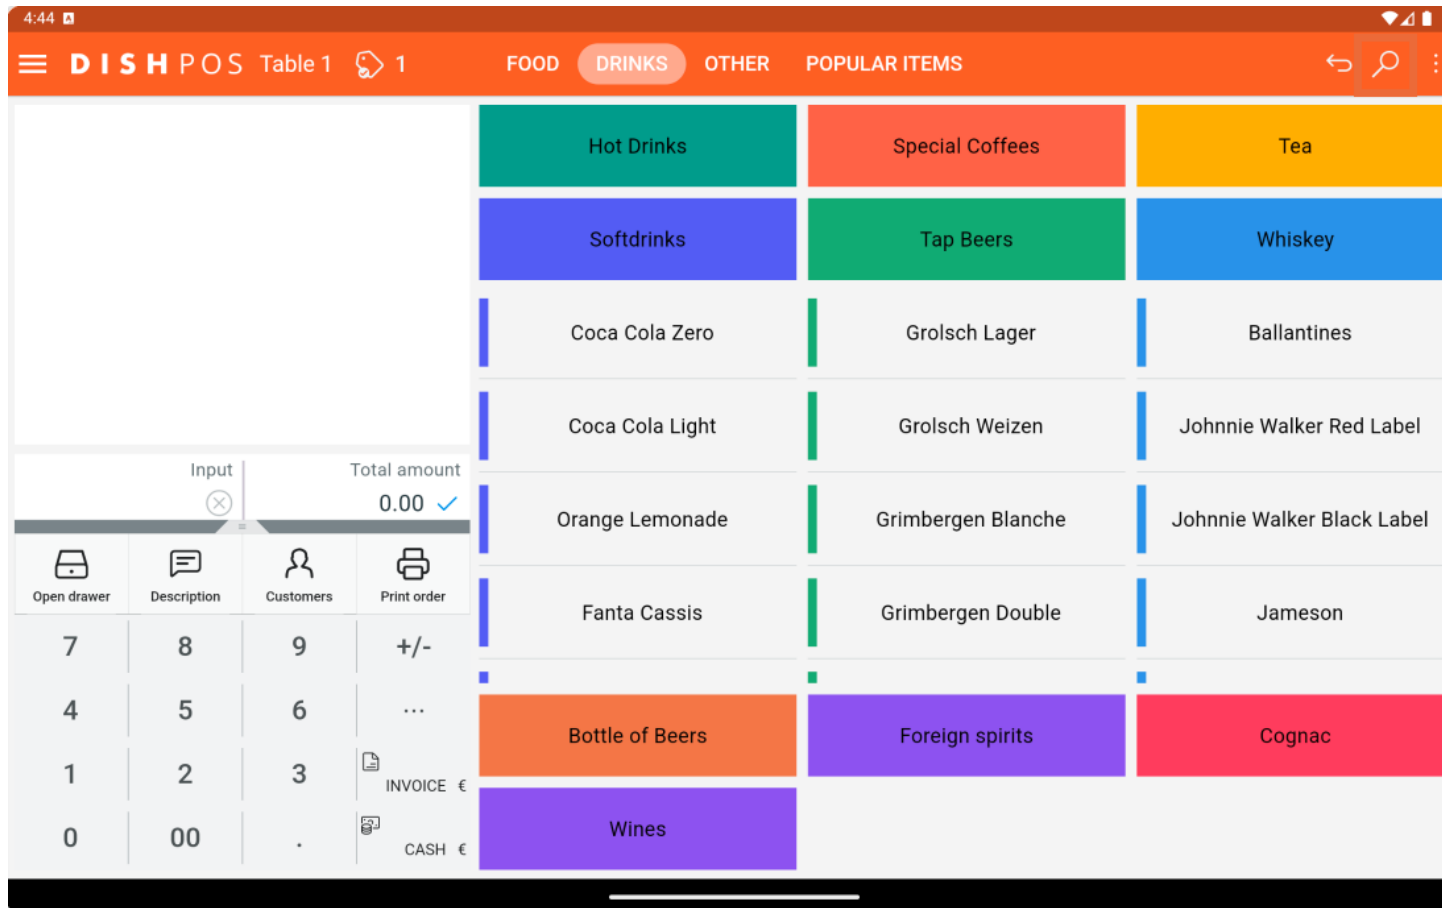 4:44 A
DISH POS Table 1 1 FOOD DRINKS OTHER POPULAR ITEMS
Hot Drinks Special Coffees Tea
Softdrinks Tap Beers Whiskey
Coca Cola Zero Grolsch Lager Ballantines
Coca Cola Light Grolsch Weizen Johnnie Walker Red Label
Orange Lemonade Grimbergen Blanche Johnnie Walker Black Label
Fanta Cassis Grimbergen Double Jameson
Bottle of Beers Foreign spirits Cognac
Wines
Input Total amount
0.00
Open drawer Description Customers Print order
7 8 9 +/-
4 5 6 ...
1 2 3 INVOICE €
0 00 . CASH €